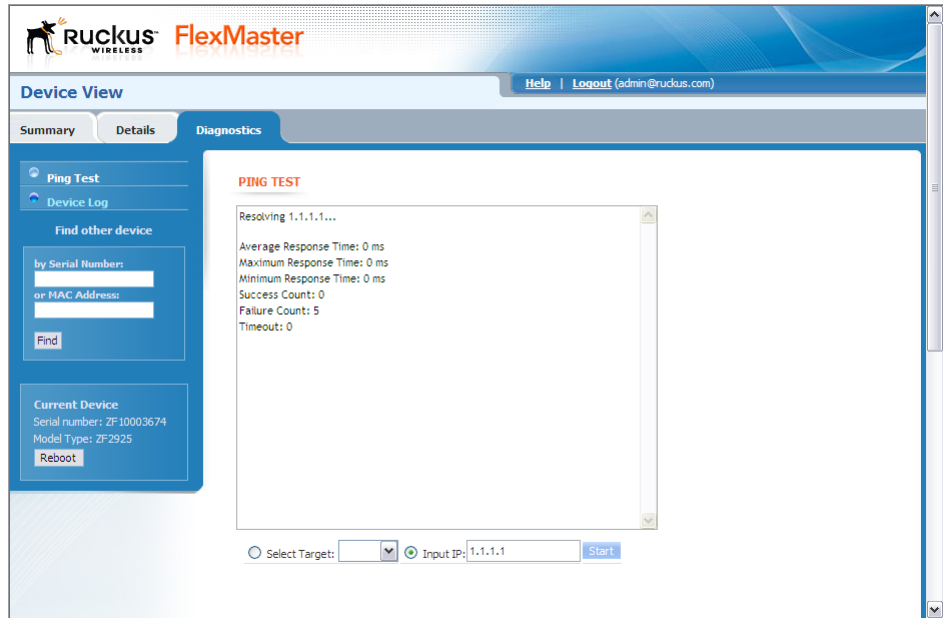 Ruckus WIRELESS FlexMaster
Device View
Help | Logout (admin@ruckus.com)
Summary Details Diagnostics
Ping Test
Device Log
Find other device
by Serial Number:
or MAC Address:
Find
Current Device
Serial number: ZF10003674
Model Type: ZF2925
Reboot
PING TEST
Resolving 1.1.1.1...
Average Response Time: 0 ms
Maximum Response Time: 0 ms
Minimum Response Time: 0 ms
Success Count: 0
Failure Count: 5
Timeout: 0
Select Target: Input IP: 1.1.1.1 Start